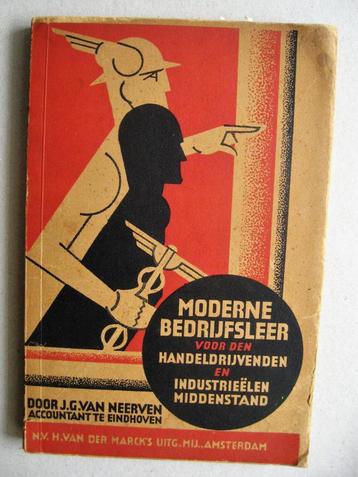 MODERNE
BEDRIJFSLEER
VOOR DEN
HANDELDRIJVENDEN
EN
INDUSTRIEËLEN
MIDDENSTAND
DOOR J.G. VAN NEERVEN
ACCOUNTANT TE EINDHOVEN
N.V. H. VAN DER MARCK'S UITG. MIJ., AMSTERDAM